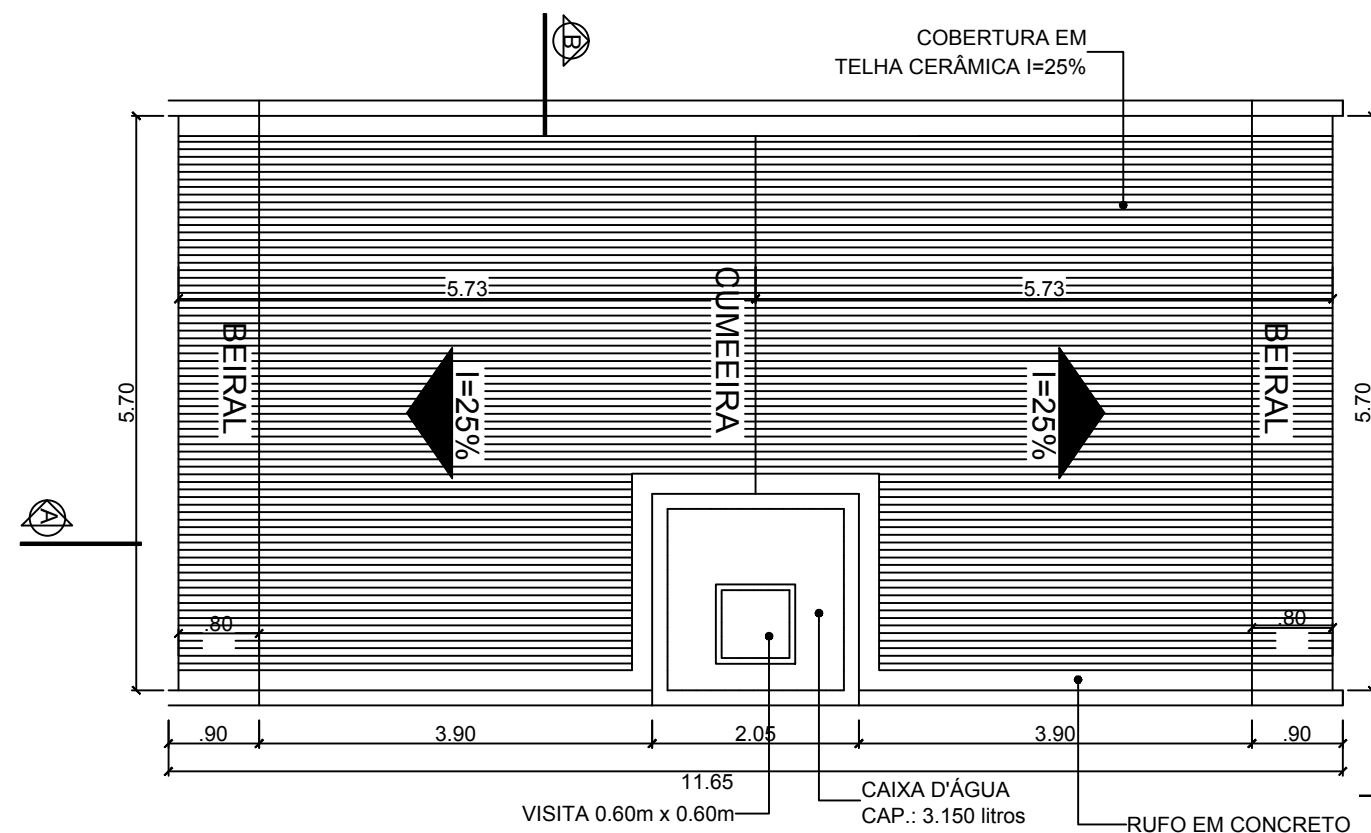 B
COBERTURA EM
TELHA CERÂMICA I=25%
5.73
5.73
CUMEEIRA
BEIRAL
BEIRAL
I=25%
I=25%
5.70
5.70
A
.80
.80
.90
3.90
2.05
3.90
.90
11.65
VISITA 0.60m x 0.60m
CAIXA D'ÁGUA
CAP.: 3.150 litros
RUFO EM CONCRETO